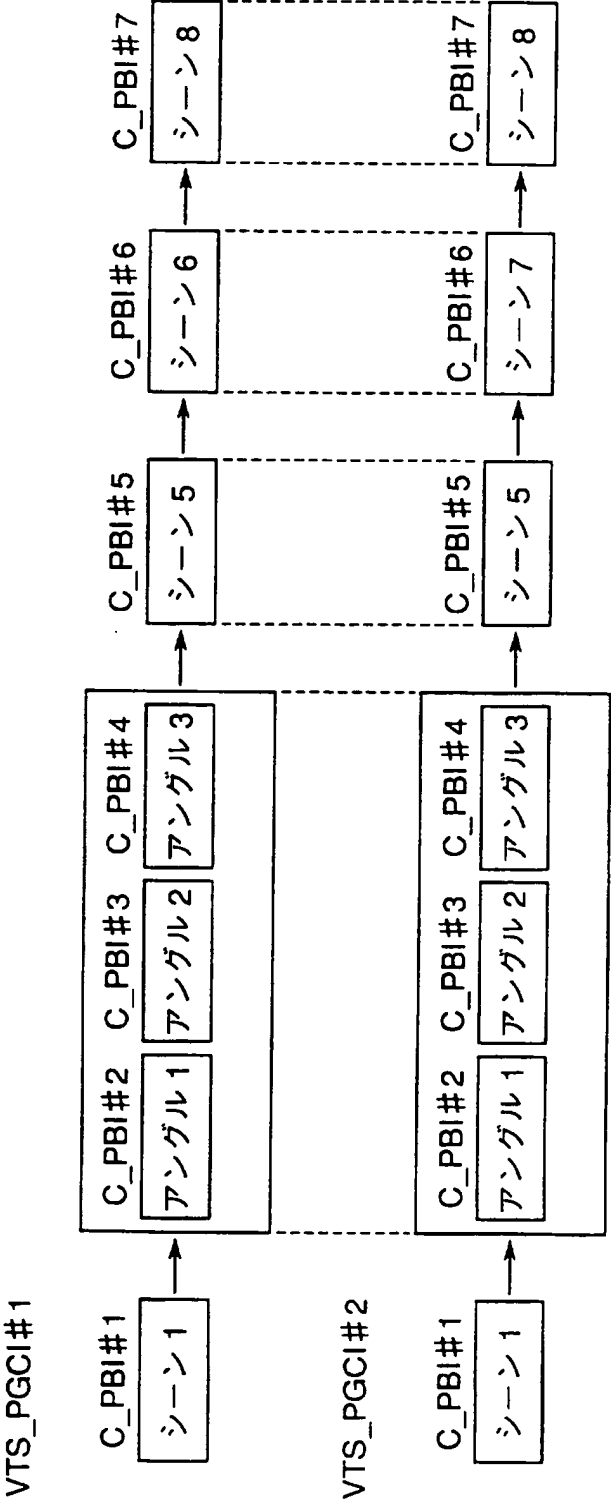 VTS_PGCI#1
C_PBI#1
シーン1
C_PBI#2
アングル1
C_PBI#3
アングル2
C_PBI#4
アングル3
C_PBI#5
シーン5
C_PBI#6
シーン6
C_PBI#7
シーン8
VTS_PGCI#2
C_PBI#1
シーン1
C_PBI#2
アングル1
C_PBI#3
アングル2
C_PBI#4
アングル3
C_PBI#5
シーン5
C_PBI#6
シーン7
C_PBI#7
シーン8